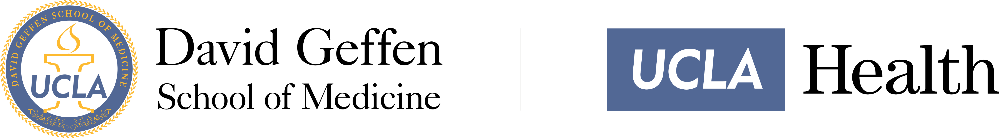 DAVID GEFFEN SCHOOL OF MEDICINE
UCLA
David Geffen
School of Medicine
UCLA Health